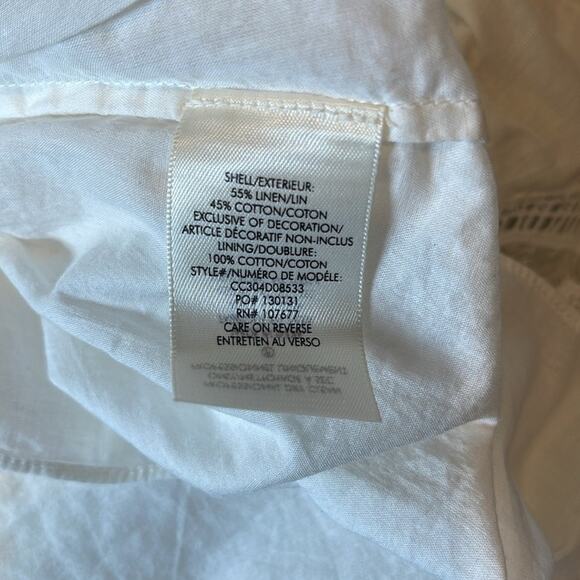 SHELL/EXTERIEUR:
55% LINEN/LIN
45% COTTON/COTON
EXCLUSIVE OF DECORATION/
ARTICLE DÉCORATIF NON-INCLUS
LINING/DOUBLURE:
100% COTTON/COTON
STYLE#/NUMÉRO DE MODÈLE:
CC304D08533
PO# 130131
RN# 107677
CARE ON REVERSE
ENTRETIEN AU VERSO